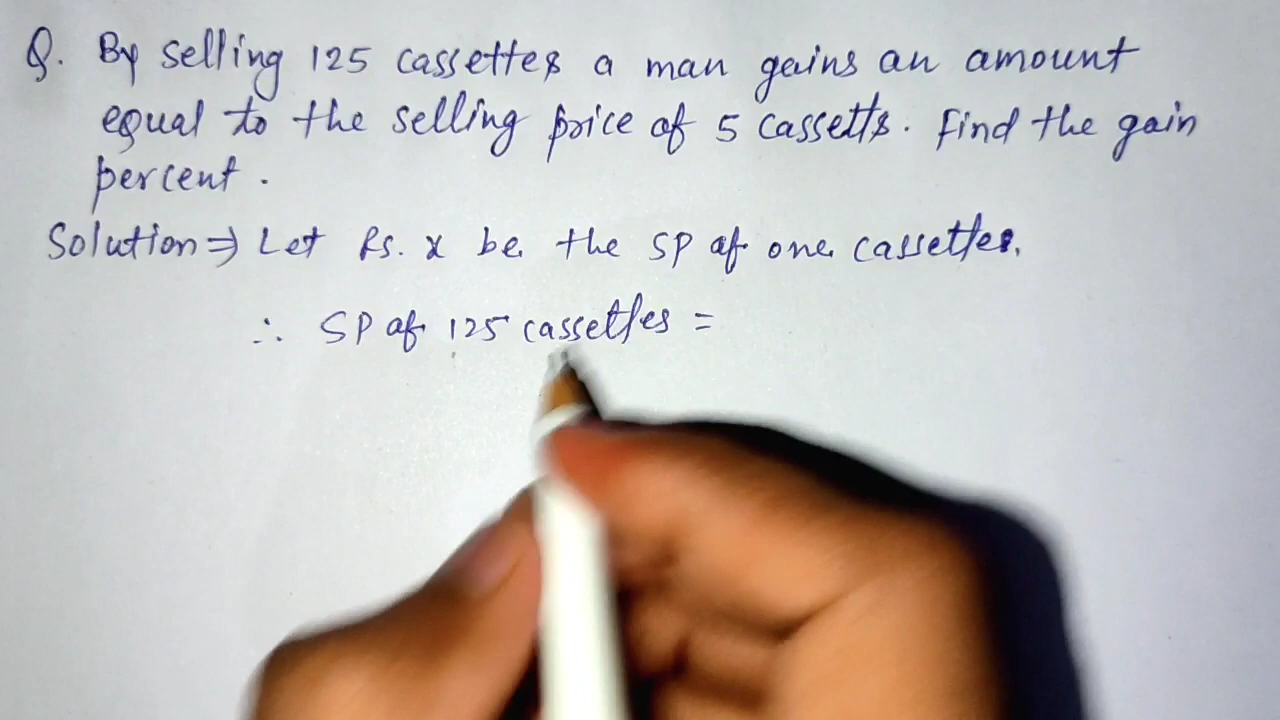 Q. By selling 125 cassettes a man gains an amount
equal to the selling price of 5 cassetts. Find the gain
percent.
Solution⇒ Let Rs. x be the SP of one cassettes.
∴ SP of 125 cassettes =